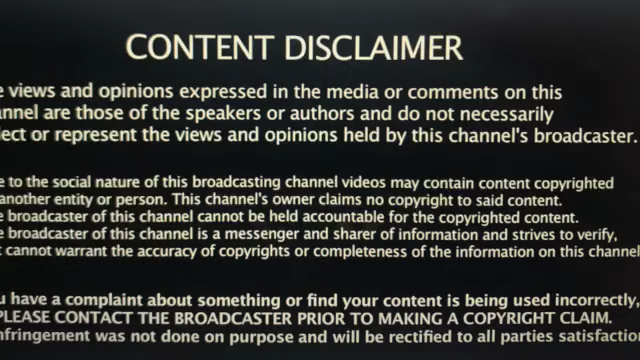 CONTENT DISCLAIMER
e views and opinions expressed in the media or comments on this
annel are those of the speakers or authors and do not necessarily
lect or represent the views and opinions held by this channel's broadcaster.
e to the social nature of this broadcasting channel videos may contain content copyrighted
another entity or person. This channel's owner claims no copyright to said content.
e broadcaster of this channel cannot be held accountable for the copyrighted content.
e broadcaster of this channel is a messenger and sharer of information and strives to verify,
t cannot warrant the accuracy of copyrights or completeness of the information on this channel
u have a complaint about something or find your content is being used incorrectly,
PLEASE CONTACT THE BROADCASTER PRIOR TO MAKING A COPYRIGHT CLAIM.
nfringement was not done on purpose and will be rectified to all parties satisfactio